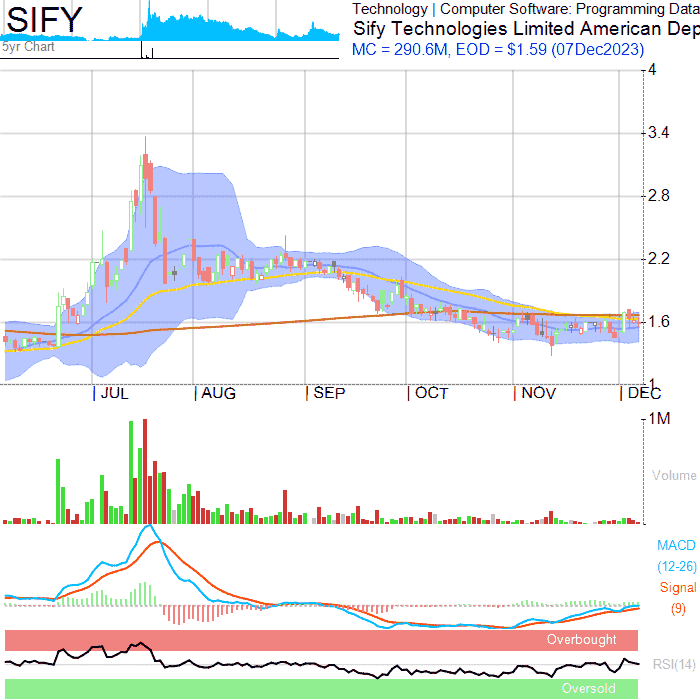 SIFY
5yr Chart
Technology | Computer Software: Programming Data
Sify Technologies Limited American Dep
MC = 290.6M, EOD = $1.59 (07Dec2023)
4
3.4
2.8
2.2
1.6
1
JUL AUG SEP OCT NOV DEC
1M
Volume
MACD
(12-26)
Signal
(9)
Overbought
RSI(14)
Oversold